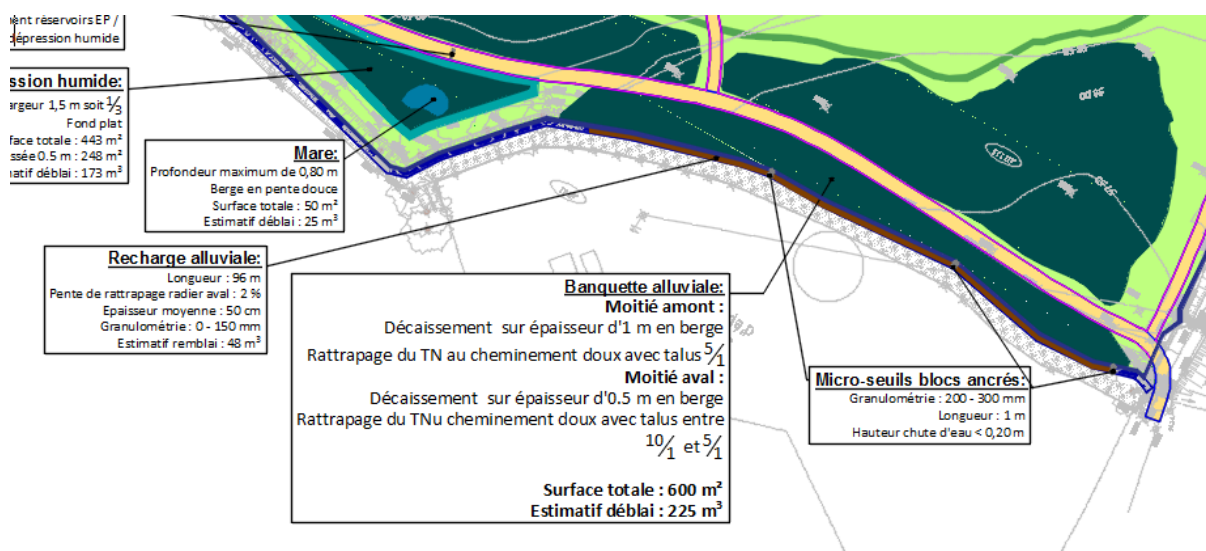 ent réservoirs EP /
dépression humide
ssion humide:
argeur 1,5 m soit 1/3
Fond plat
face totale : 443 m²
ssée 0.5 m : 248 m²
matif déblai : 173 m³
Mare:
Profondeur maximum de 0,80 m
Berge en pente douce
Surface totale : 50 m²
Estimatif déblai : 25 m³
Recharge alluviale:
Longueur : 96 m
Pente de rattrapage radier aval : 2 %
Epaisseur moyenne : 50 cm
Granulométrie : 0 - 150 mm
Estimatif remblai : 48 m³
Banquette alluviale:
Moitié amont :
Décaissement sur épaisseur d'1 m en berge
Rattrapage du TN au cheminement doux avec talus 5/1
Moitié aval :
Décaissement sur épaisseur d'0.5 m en berge
Rattrapage du TNu cheminement doux avec talus entre
10/1 et 5/1
Surface totale : 600 m²
Estimatif déblai : 225 m³
Micro-seuils blocs ancrés:
Granulométrie : 200 - 300 mm
Longueur : 1 m
Hauteur chute d'eau < 0,20 m